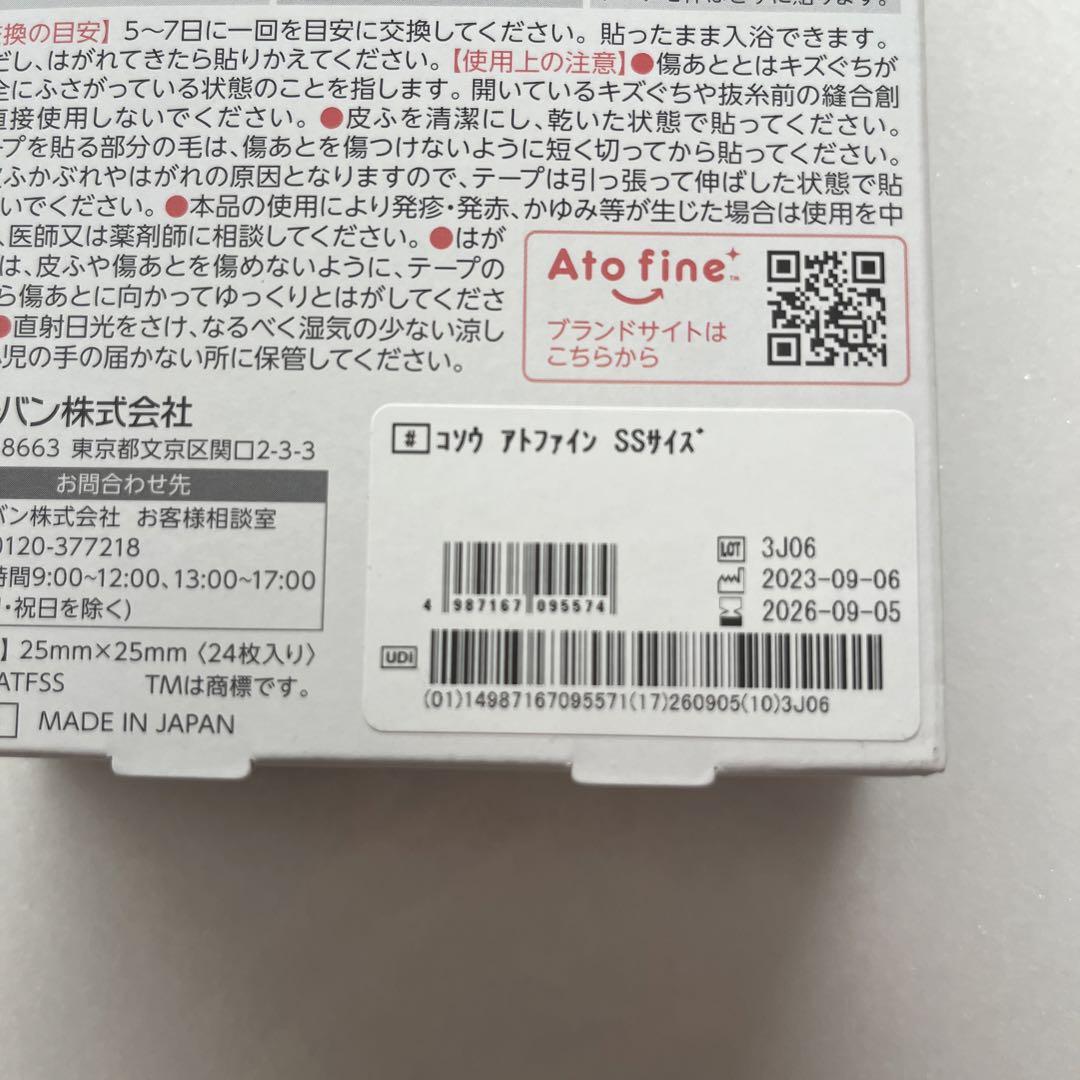 換の目安】5〜7日に一回を目安に交換してください。貼ったまま入浴できます。
だし、はがれてきたら貼りかえてください。【使用上の注意】●傷あととはキズぐちが
全にふさがっている状態のことを指します。開いているキズぐちや抜糸前の縫合創
直接使用しないでください。●皮ふを清潔にし、乾いた状態で貼ってください。
ープを貼る部分の毛は、傷あとを傷つけないように短く切ってから貼ってください。
ふかぶれやはがれの原因となりますので、テープは引っ張って伸ばした状態で貼
いでください。●本品の使用により発疹・発赤、かゆみ等が生じた場合は使用を中
、医師又は薬剤師に相談してください。●はが
は、皮ふや傷あとを傷めないように、テープの
ら傷あとに向かってゆっくりとはがしてくださ
●直射日光をさけ、なるべく湿気の少ない涼し
児の手の届かない所に保管してください。
Ato fine™
ブランドサイトは
こちらから
バン株式会社
8663 東京都文京区関口2-3-3
お問合わせ先
バン株式会社 お客様相談室
0120-377218
時間9:00~12:00、13:00~17:00
・祝日を除く)
】25mm×25mm〈24枚入り〉
ATFSS TMは商標です。
MADE IN JAPAN
# コソウ アトファイン SSサイズ
4 987167 095574
LOT 3J06
2023-09-06
2026-09-05
UDI
(01)14987167095571(17)260905(10)3J06